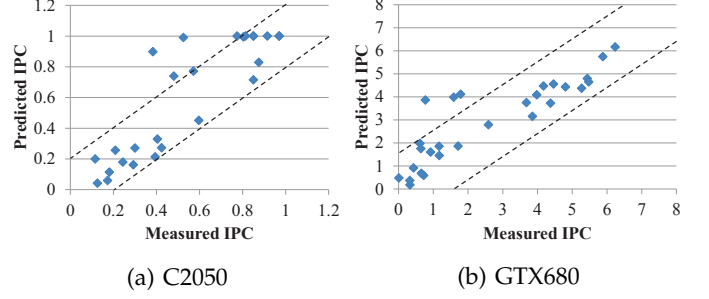 1.2
1
0.8
0.6
0.4
0.2
0
Predicted IPC
0 0.2 0.4 0.6 0.8 1 1.2
Measured IPC
(a) C2050
8
7
6
5
4
3
2
1
0
Predicted IPC
0 1 2 3 4 5 6 7 8
Measured IPC
(b) GTX680